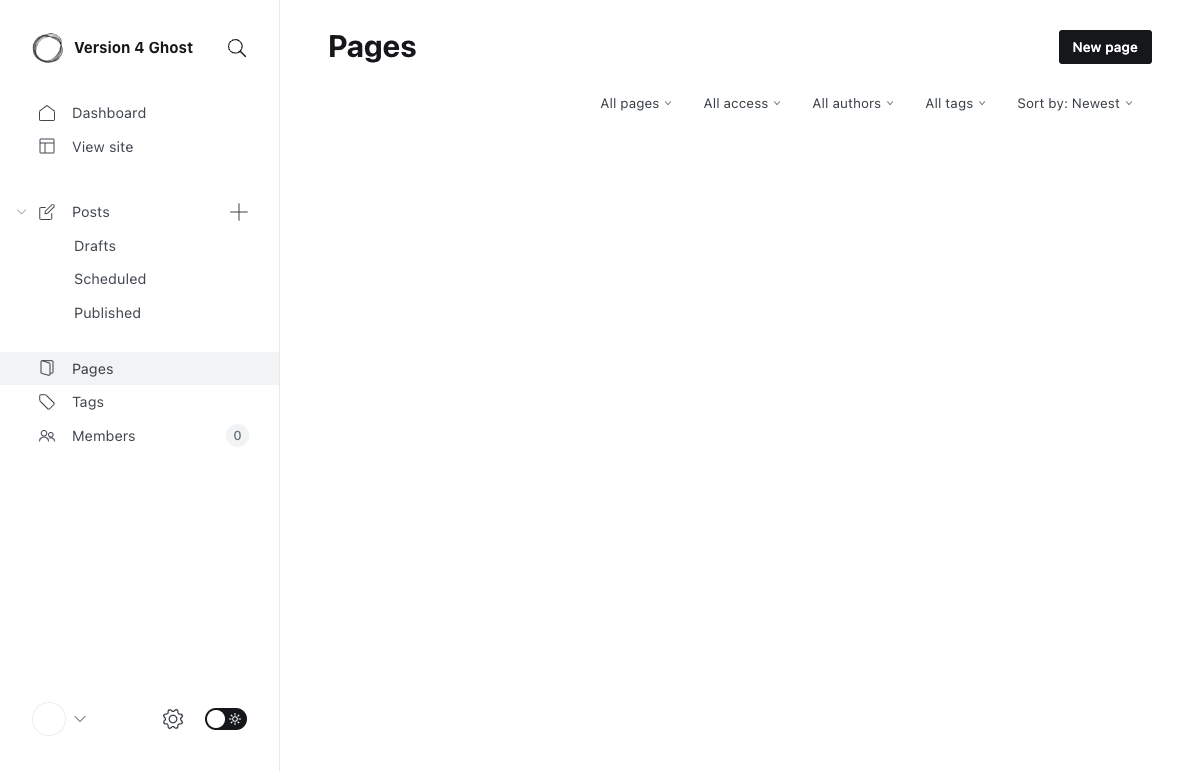 Version 4 Ghost
Dashboard
View site
Posts
Drafts
Scheduled
Published
Pages
Tags
Members 0
Pages
New page
All pages All access All authors All tags Sort by: Newest